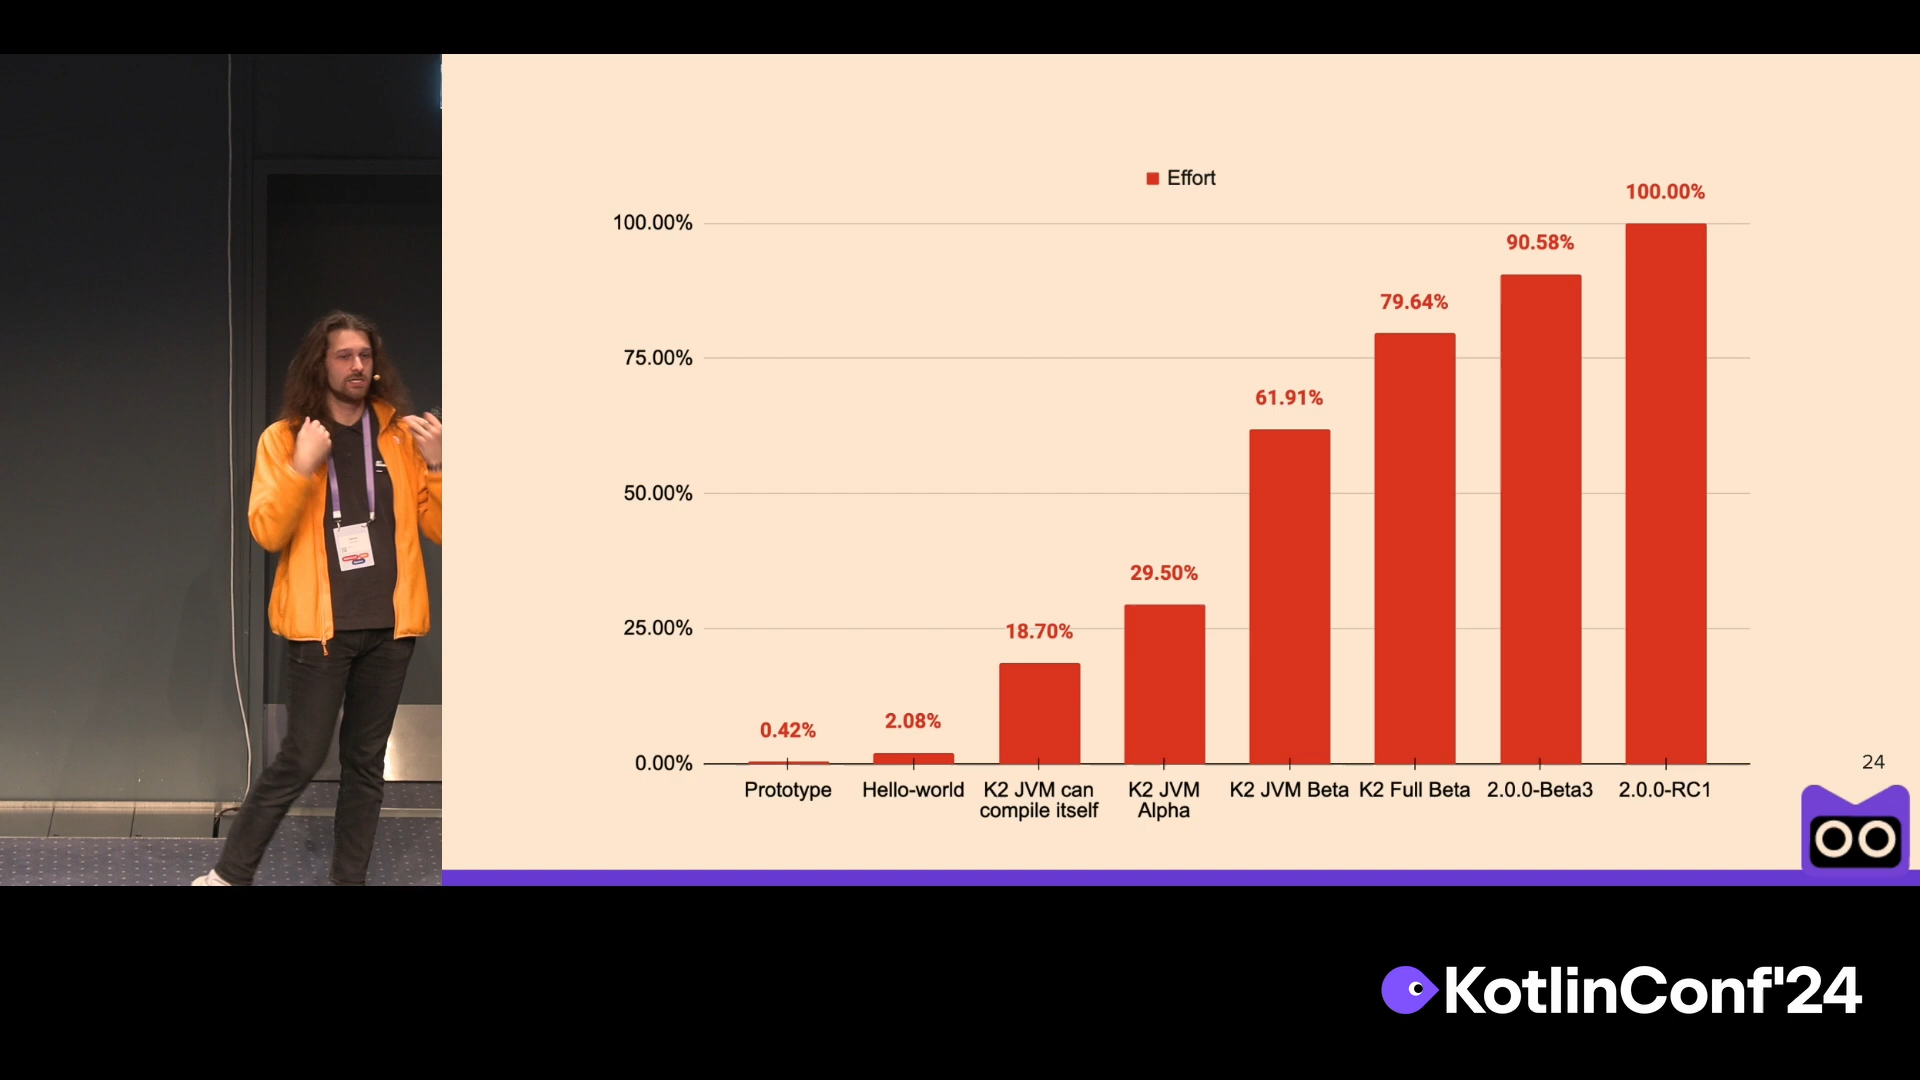 Effort
100.00%
100.00%
90.58%
79.64%
75.00%
61.91%
50.00%
29.50%
25.00%
18.70%
2.08%
0.42%
0.00%
24
Prototype
Hello-world
K2 JVM can
compile itself
K2 JVM
Alpha
K2 JVM Beta
K2 Full Beta
2.0.0-Beta3
2.0.0-RC1
KotlinConf'24